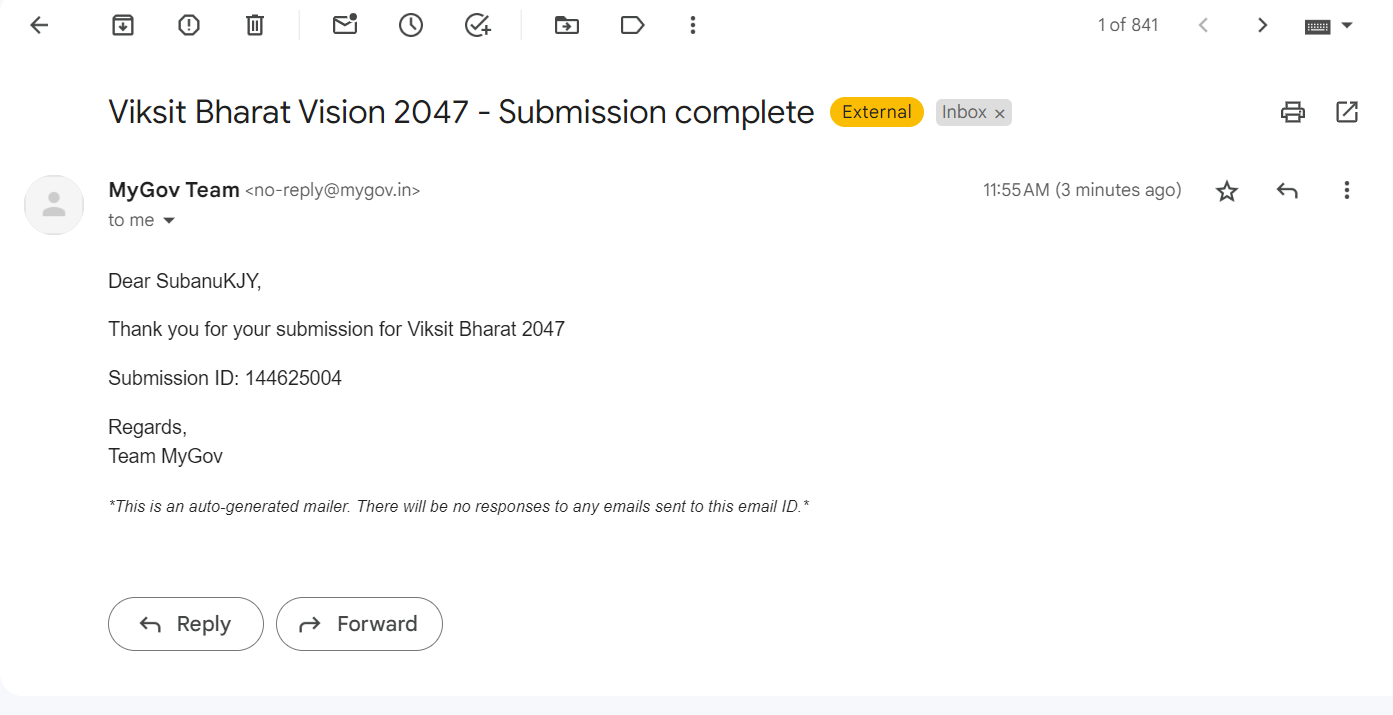 1 of 841
Viksit Bharat Vision 2047 - Submission complete External Inbox ×
MyGov Team <no-reply@mygov.in> 11:55 AM (3 minutes ago)
to me
Dear SubanuKJY,
Thank you for your submission for Viksit Bharat 2047
Submission ID: 144625004
Regards,
Team MyGov
*This is an auto-generated mailer. There will be no responses to any emails sent to this email ID.*
Reply Forward